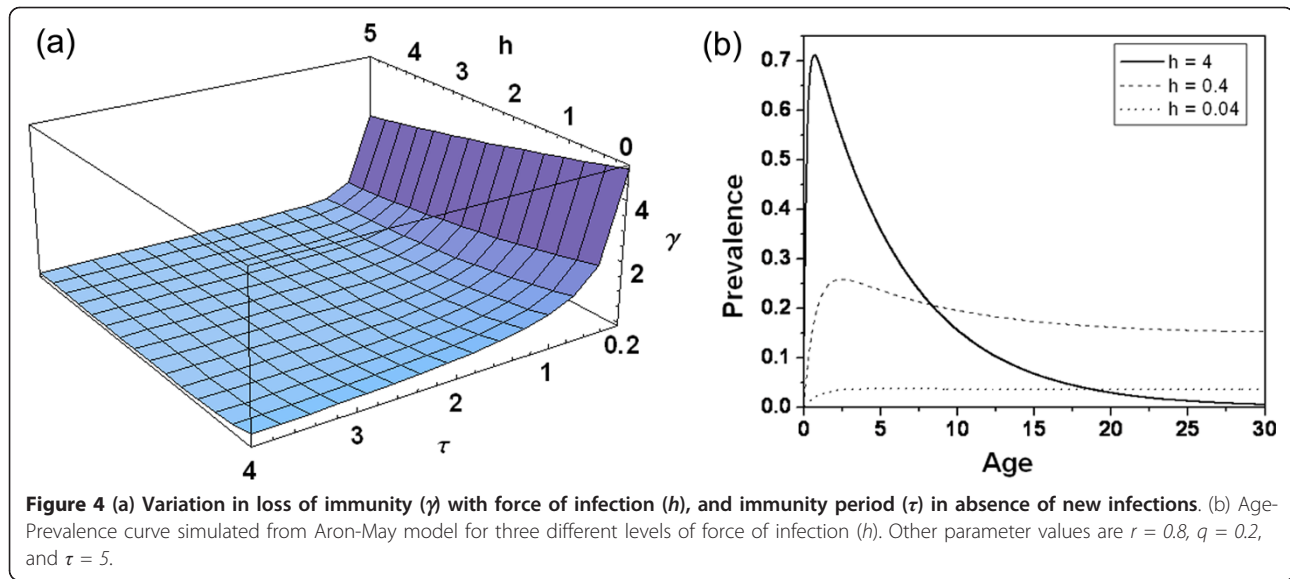 (a)
5
4
h
3
2
1
0
4
γ
2
0.2
1
2
τ
3
4
(b)
0.7
0.6
0.5
0.4
0.3
0.2
0.1
0.0
Prevalence
h = 4
h = 0.4
h = 0.04
0 5 10 15 20 25 30
Age
Figure 4 (a) Variation in loss of immunity (γ) with force of infection (h), and immunity period (τ) in absence of new infections. (b) Age-
Prevalence curve simulated from Aron-May model for three different levels of force of infection (h). Other parameter values are r = 0.8, q = 0.2,
and τ = 5.